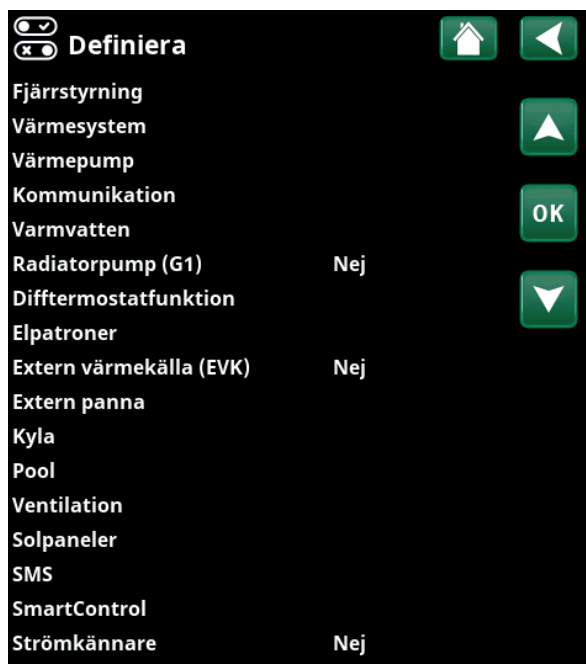 Definiera
Fjärrstyrning
Värmesystem
Värmepump
Kommunikation
OK
Varmvatten
Radiatorpump (G1) Nej
Difftermostatfunktion
Elpatroner
Extern värmekälla (EVK) Nej
Extern panna
Kyla
Pool
Ventilation
Solpaneler
SMS
SmartControl
Strömkännare Nej